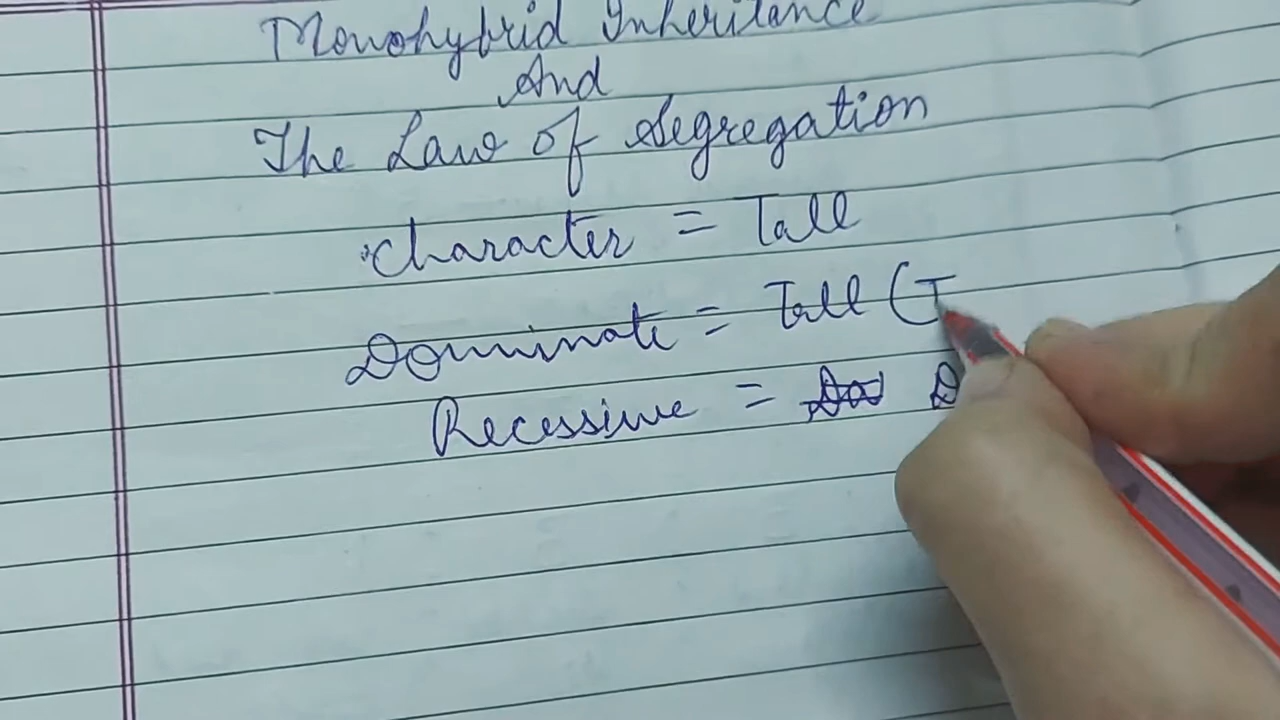 Monohybrid Inheritance
And
The Law of Segregation
Character = Tall
Dominate = Tall (T
Recessive = D